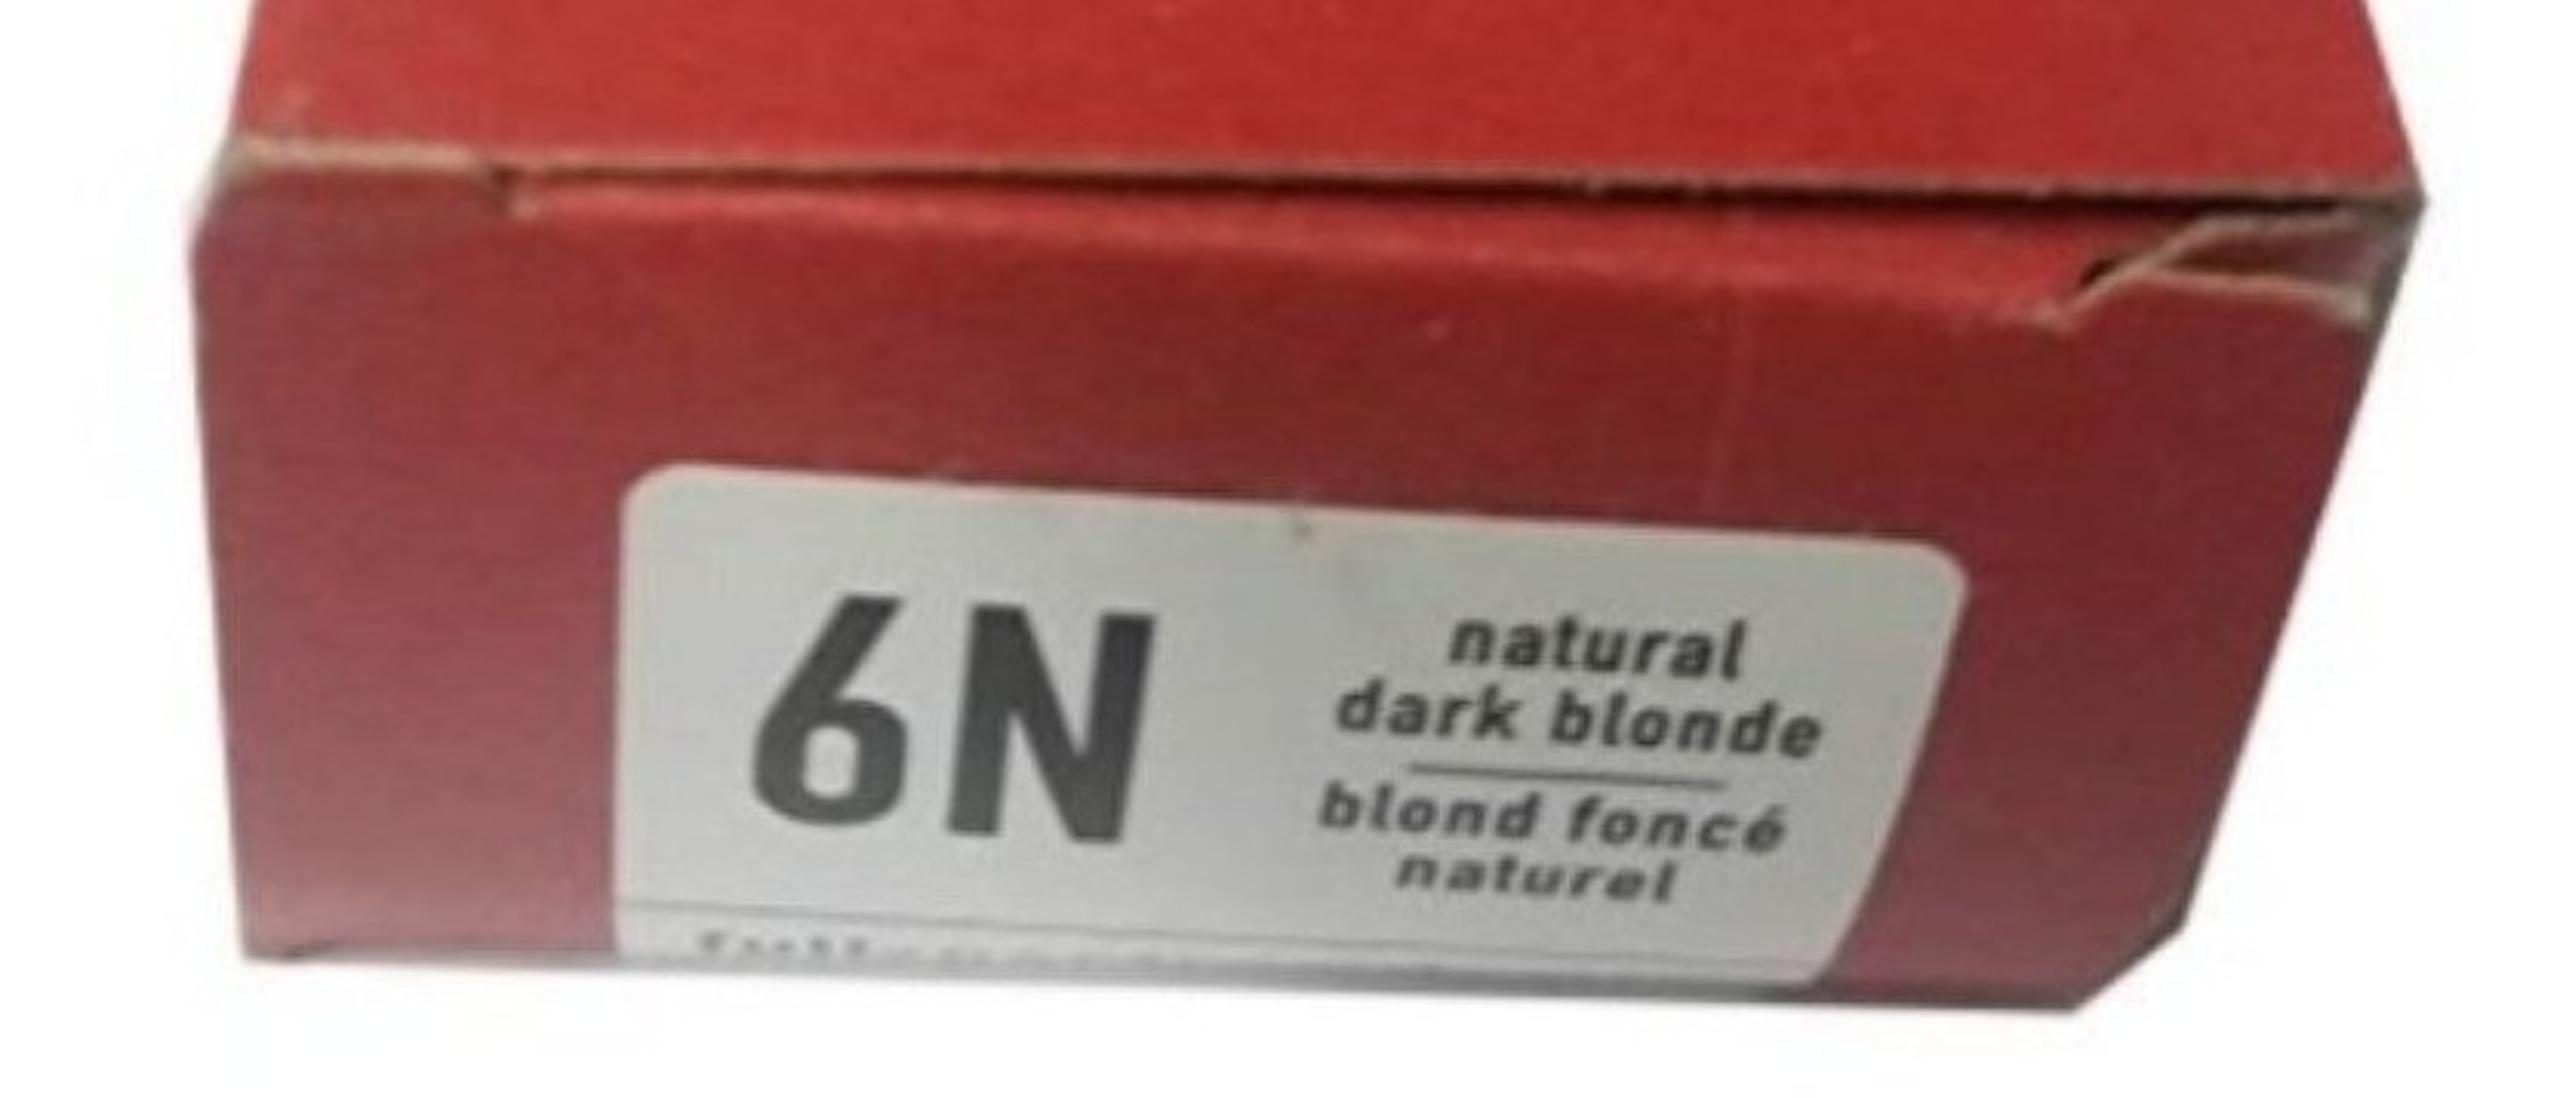 6N
natural
dark blonde
blond foncé
naturel